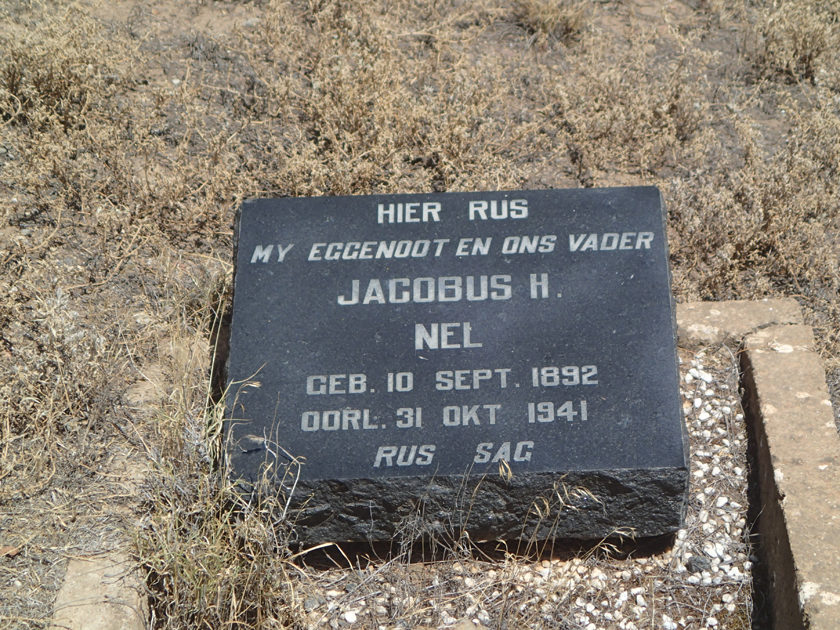 HIER RUS
MY EGGENOOT EN ONS VADER
JACOBUS H.
NEL
GEB. 10 SEPT. 1892
OORL. 31 OKT 1941
RUS SAG